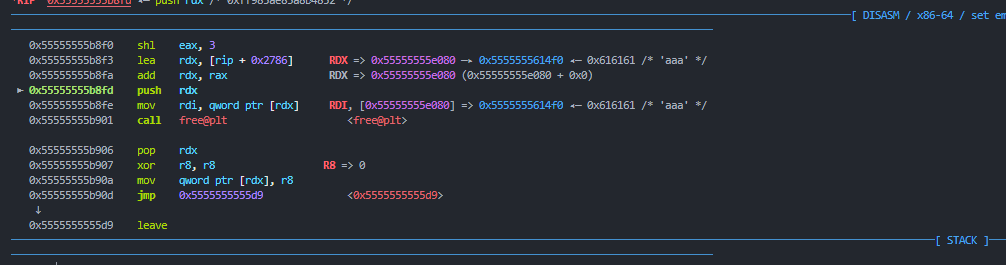 *RIP 0x55555555b8fd ◂— push rdx /* 0xff985ae85a8b4852 */
[ DISASM / x86-64 / set em
0x55555555b8f0 shl eax, 3
0x55555555b8f3 lea rdx, [rip + 0x2786] RDX => 0x55555555e080 —▸ 0x5555555614f0 ◂— 0x616161 /* 'aaa' */
0x55555555b8fa add rdx, rax RDX => 0x55555555e080 (0x55555555e080 + 0x0)
► 0x55555555b8fd push rdx
0x55555555b8fe mov rdi, qword ptr [rdx] RDI, [0x55555555e080] => 0x5555555614f0 ◂— 0x616161 /* 'aaa' */
0x55555555b901 call free@plt <free@plt>
0x55555555b906 pop rdx
0x55555555b907 xor r8, r8 R8 => 0
0x55555555b90a mov qword ptr [rdx], r8
0x55555555b90d jmp 0x5555555555d9 <0x5555555555d9>
↓
0x5555555555d9 leave
[ STACK ]